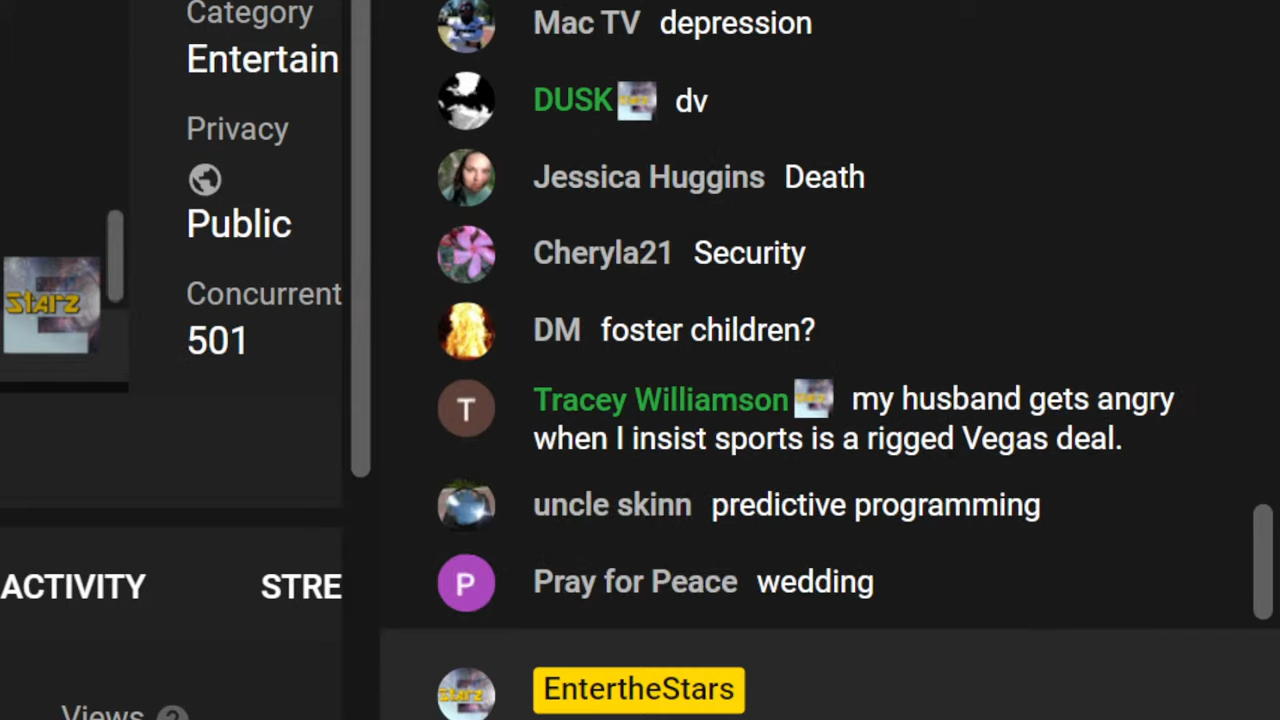 Category
Entertain
Privacy
Public
Concurrent
501
Starz
ACTIVITY STRE
Views ?
Mac TV depression
DUSK dv
Jessica Huggins Death
Cheryla21 Security
DM foster children?
T
Tracey Williamson my husband gets angry
when I insist sports is a rigged Vegas deal.
uncle skinn predictive programming
P
Pray for Peace wedding
Starz
EntertheStars